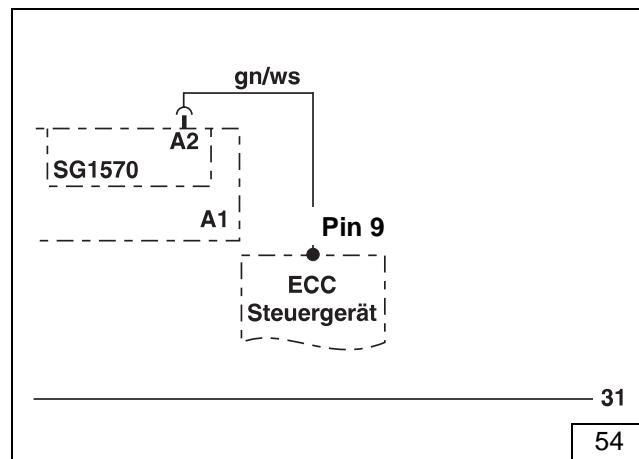 gn/ws
A2
SG1570
A1
Pin 9
ECC
Steuergerät
31
54